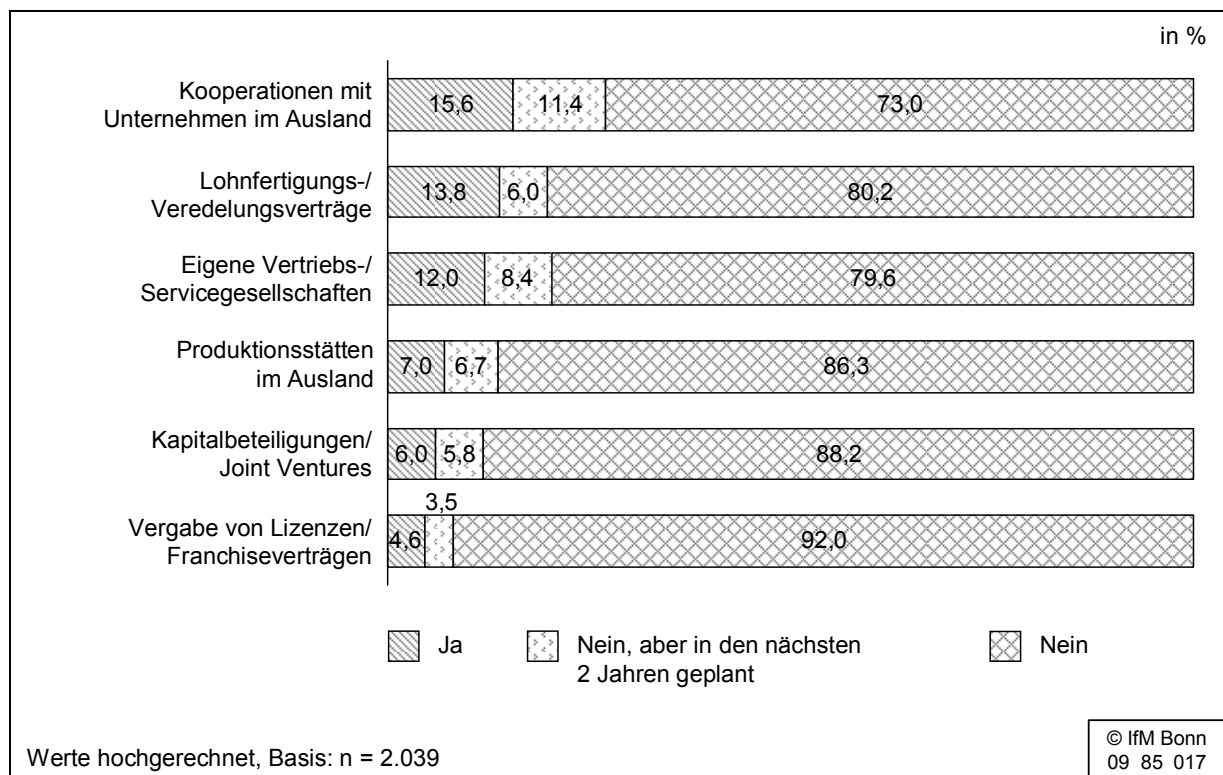 in %
Kooperationen mit
Unternehmen im Ausland
15,6 11,4 73,0
Lohnfertigungs-/
Veredelungsverträge
13,8 6,0 80,2
Eigene Vertriebs-/
Servicegesellschaften
12,0 8,4 79,6
Produktionsstätten
im Ausland
7,0 6,7 86,3
Kapitalbeteiligungen/
Joint Ventures
6,0 5,8 88,2
Vergabe von Lizenzen/
Franchiseverträgen
4,6 3,5 92,0
Ja
Nein, aber in den nächsten
2 Jahren geplant
Nein
Werte hochgerechnet, Basis: n = 2.039
© IfM Bonn
09 85 017